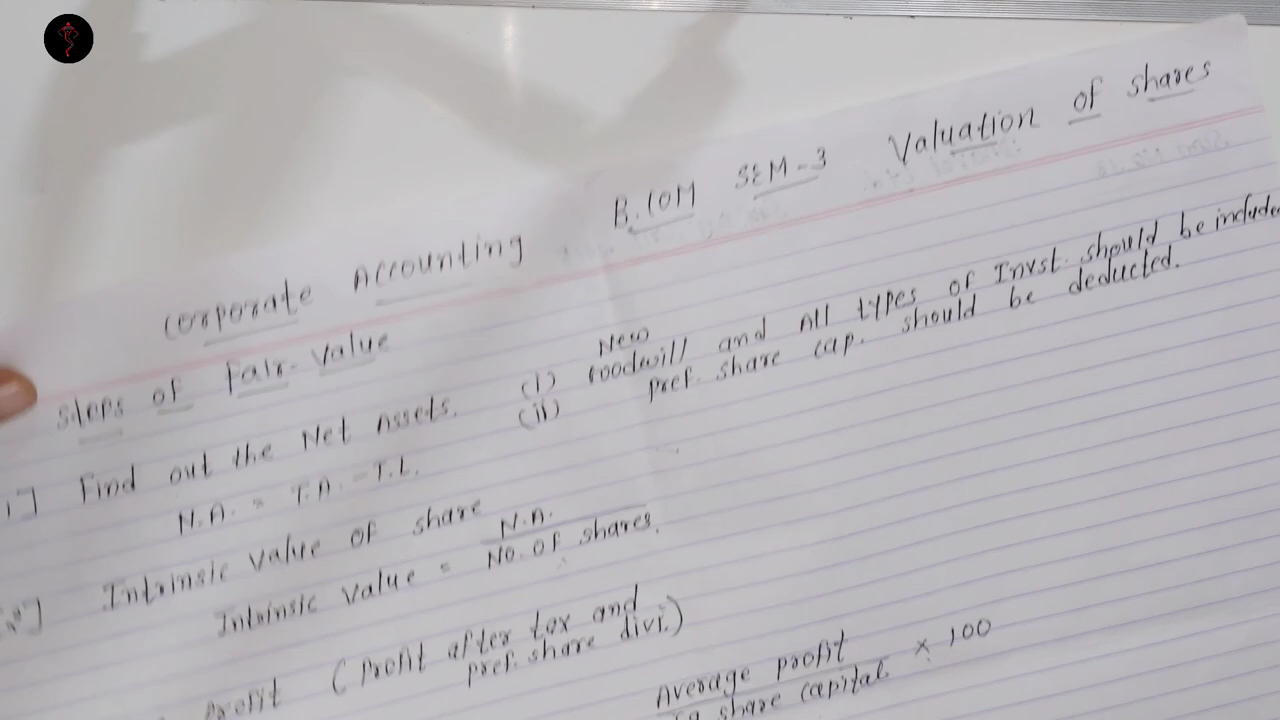 Corporate Accounting B.COM SEM-3 Valuation of shares
Steps of Fair-Value
1] Find out the Net Assets. (i) New Goodwill and All types of Invst. should be include
(ii) pref. share cap. should be deducted.
N.A. = T.A. - T.L.
2] Intrinsic value of share
Intrinsic value = N.A.
No. of shares.
profit (profit after tax and
pref. share divi.)
Average profit × 100
share capital